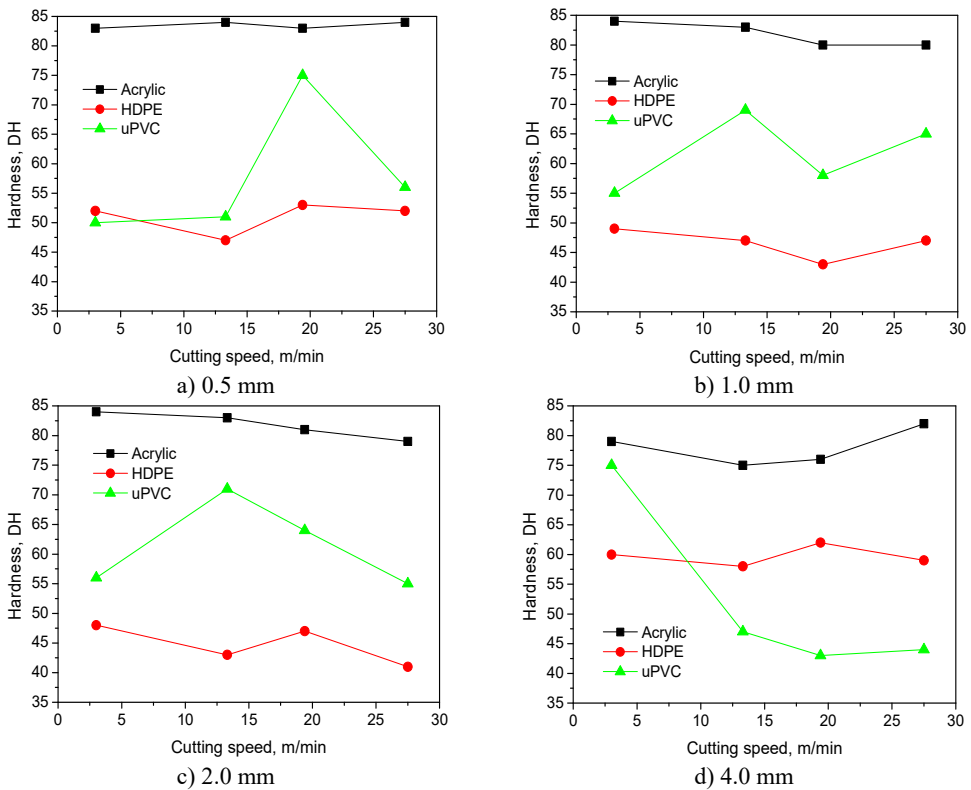 85
80
75
70
65
60
55
50
45
40
35
Hardness, DH
Acrylic
HDPE
uPVC
0 5 10 15 20 25 30
Cutting speed, m/min
a) 0.5 mm
85
80
75
70
65
60
55
50
45
40
35
Hardness, DH
Acrylic
HDPE
uPVC
0 5 10 15 20 25 30
Cutting speed, m/min
b) 1.0 mm
85
80
75
70
65
60
55
50
45
40
35
Hardness, DH
Acrylic
HDPE
uPVC
0 5 10 15 20 25 30
Cutting speed, m/min
c) 2.0 mm
85
80
75
70
65
60
55
50
45
40
35
Hardness, DH
Acrylic
HDPE
uPVC
0 5 10 15 20 25 30
Cutting speed, m/min
d) 4.0 mm